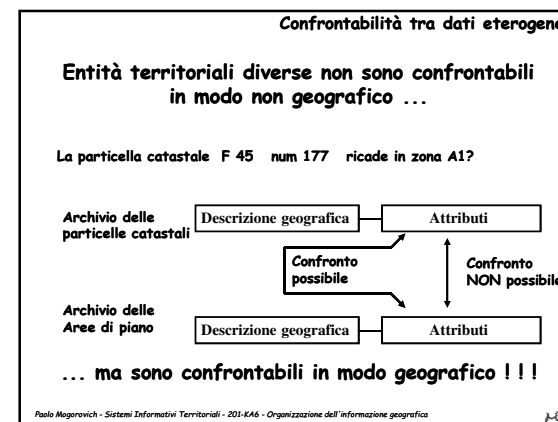 Confrontabilità tra dati eterogene
Entità territoriali diverse non sono confrontabili
in modo non geografico ...
La particella catastale F 45 num 177 ricade in zona A1?
Archivio delle
particelle catastali
Descrizione geografica
Attributi
Confronto
possibile
Confronto
NON possibile
Archivio delle
Aree di piano
Descrizione geografica
Attributi
... ma sono confrontabili in modo geografico ! ! !
Paolo Mogorovich - Sistemi Informativi Territoriali - 201-KA6 - Organizzazione dell'informazione geografica